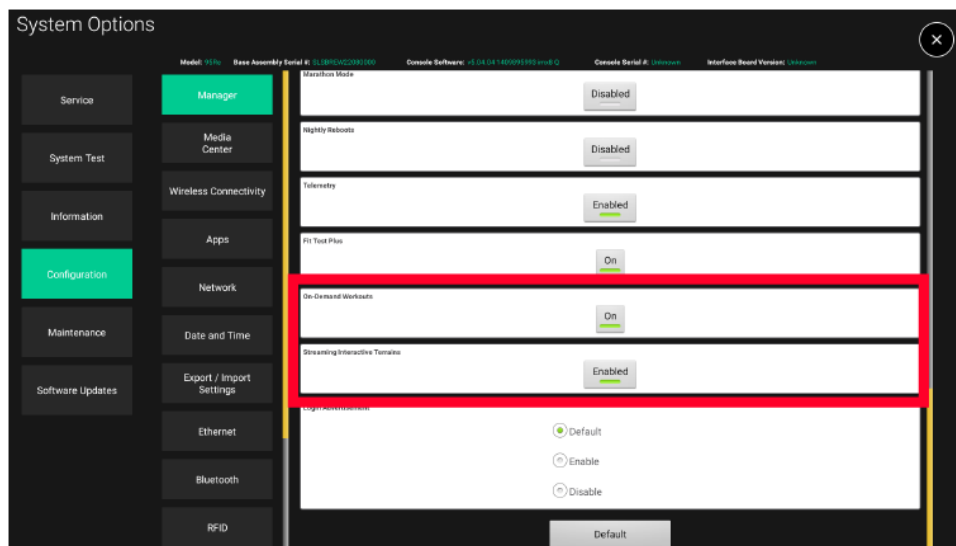 System Options
Model: 95Re Base Assembly Serial #: Console Software: Console Serial #: Unknown Interface Board Version: Unknown
Service
System Test
Information
Configuration
Maintenance
Software Updates
Manager
Media
Center
Wireless Connectivity
Apps
Network
Date and Time
Export / Import
Settings
Ethernet
Bluetooth
RFID
Marathon Mode
Disabled
Nightly Reboots
Disabled
Telemetry
Enabled
Fit Test Plus
On
On-Demand Workouts
On
Streaming Interactive Terrains
Enabled
Login Advertisement
Default
Enable
Disable
Default